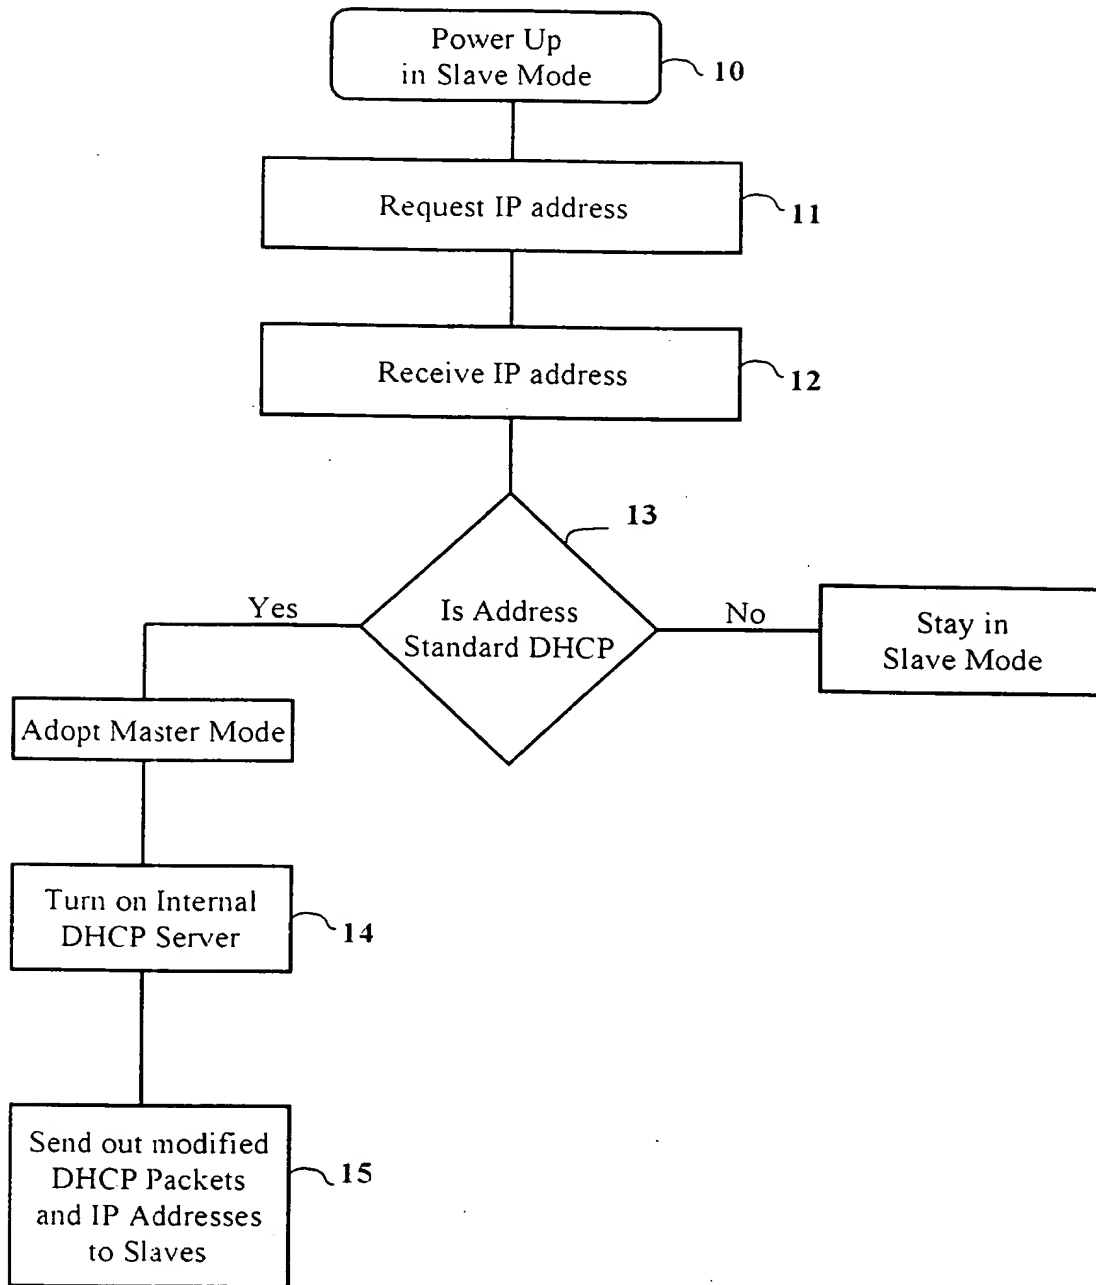 Power Up
in Slave Mode
10
Request IP address
11
Receive IP address
12
13
Is Address
Standard DHCP
Yes
No
Stay in
Slave Mode
Adopt Master Mode
Turn on Internal
DHCP Server
14
Send out modified
DHCP Packets
and IP Addresses
to Slaves
15